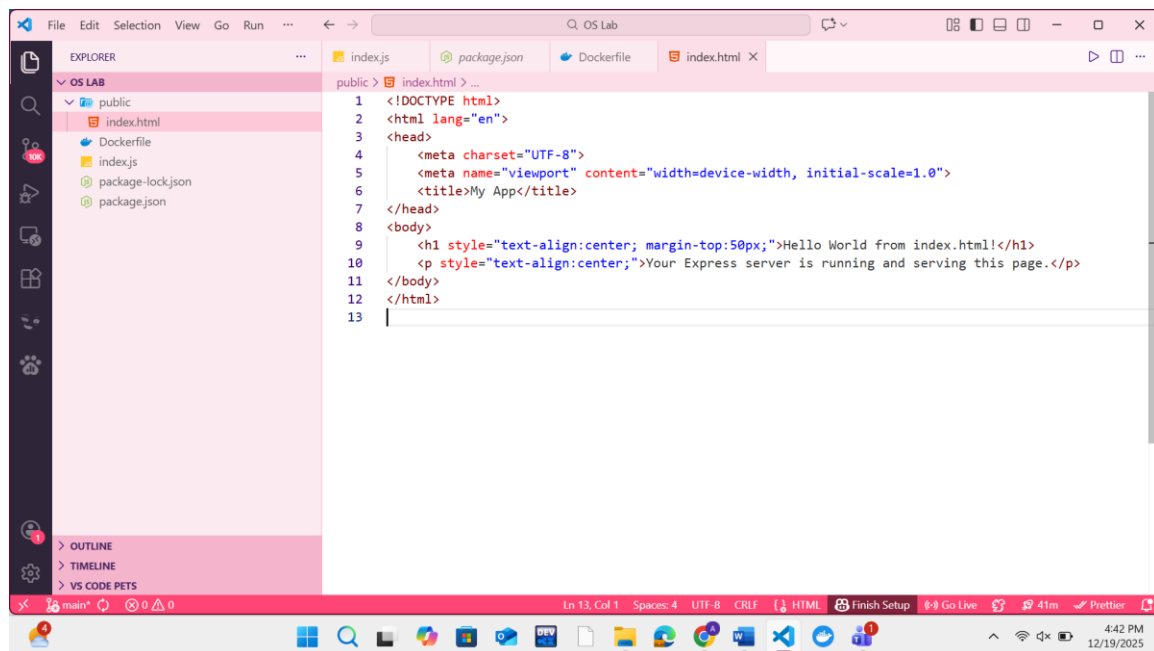 File Edit Selection View Go Run ···
OS Lab
EXPLORER ···
OS LAB
public
index.html
Dockerfile
index.js
package-lock.json
package.json
OUTLINE
TIMELINE
VS CODE PETS
10K
1
index.js
package.json
Dockerfile
index.html
public > index.html > ...
1 <!DOCTYPE html>
2 <html lang="en">
3 <head>
4 <meta charset="UTF-8">
5 <meta name="viewport" content="width=device-width, initial-scale=1.0">
6 <title>My App</title>
7 </head>
8 <body>
9 <h1 style="text-align:center; margin-top:50px;">Hello World from index.html!</h1>
10 <p style="text-align:center;">Your Express server is running and serving this page.</p>
11 </body>
12 </html>
13
main* 0 0 Ln 13, Col 1 Spaces: 4 UTF-8 CRLF HTML Finish Setup Go Live 41m Prettier
4 DEV 1
4:42 PM
12/19/2025